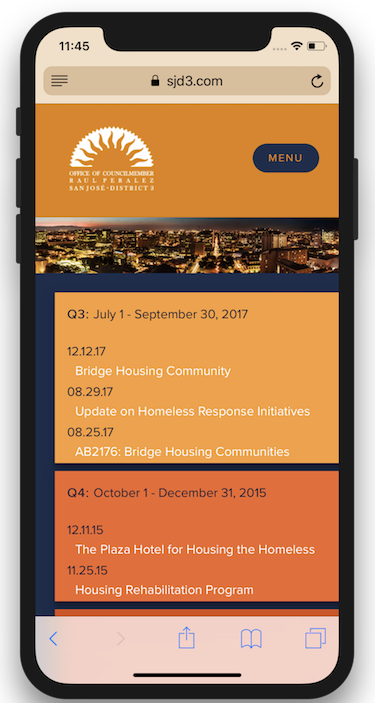 11:45
sjd3.com
OFFICE OF COUNCILMEMBER
RAUL PERALEZ
SAN JOSE • DISTRICT 3
MENU
Q3: July 1 - September 30, 2017
12.12.17
Bridge Housing Community
08.29.17
Update on Homeless Response Initiatives
08.25.17
AB2176: Bridge Housing Communities
Q4: October 1 - December 31, 2015
12.11.15
The Plaza Hotel for Housing the Homeless
11.25.15
Housing Rehabilitation Program